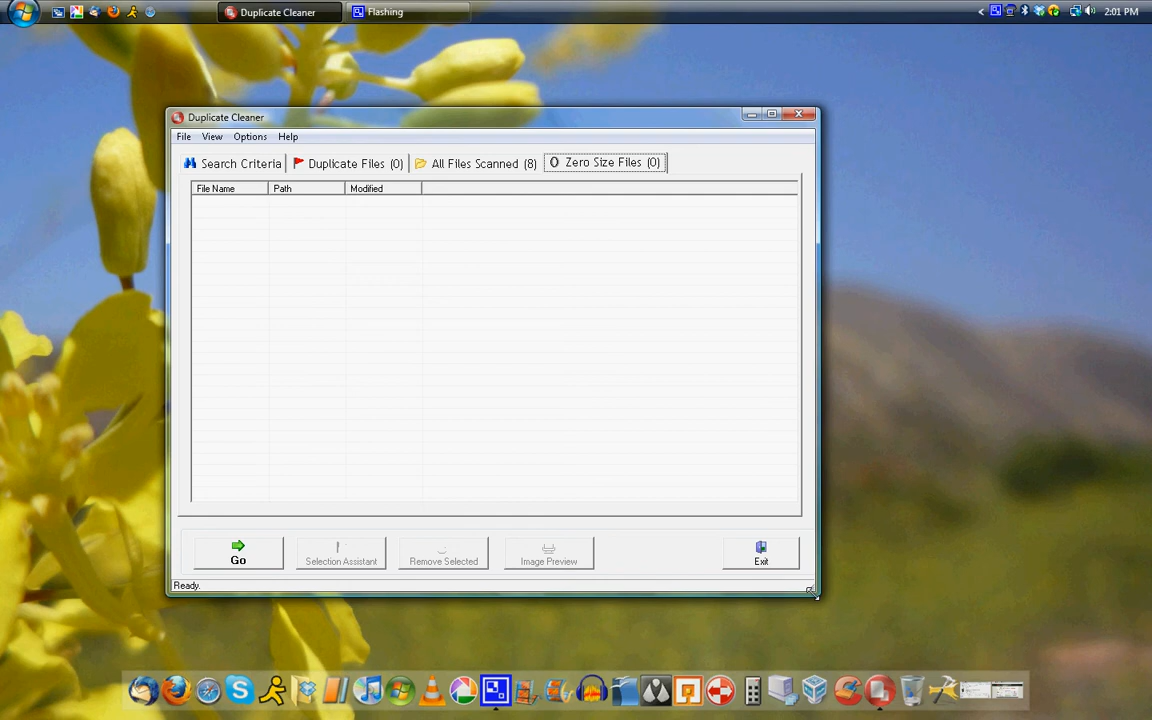 Duplicate Cleaner
Flashing
2:01 PM
Duplicate Cleaner
File View Options Help
Search Criteria
Duplicate Files (0)
All Files Scanned (8)
0 Zero Size Files (0)
File Name Path Modified
Go
Selection Assistant
Remove Selected
Image Preview
Exit
Ready.